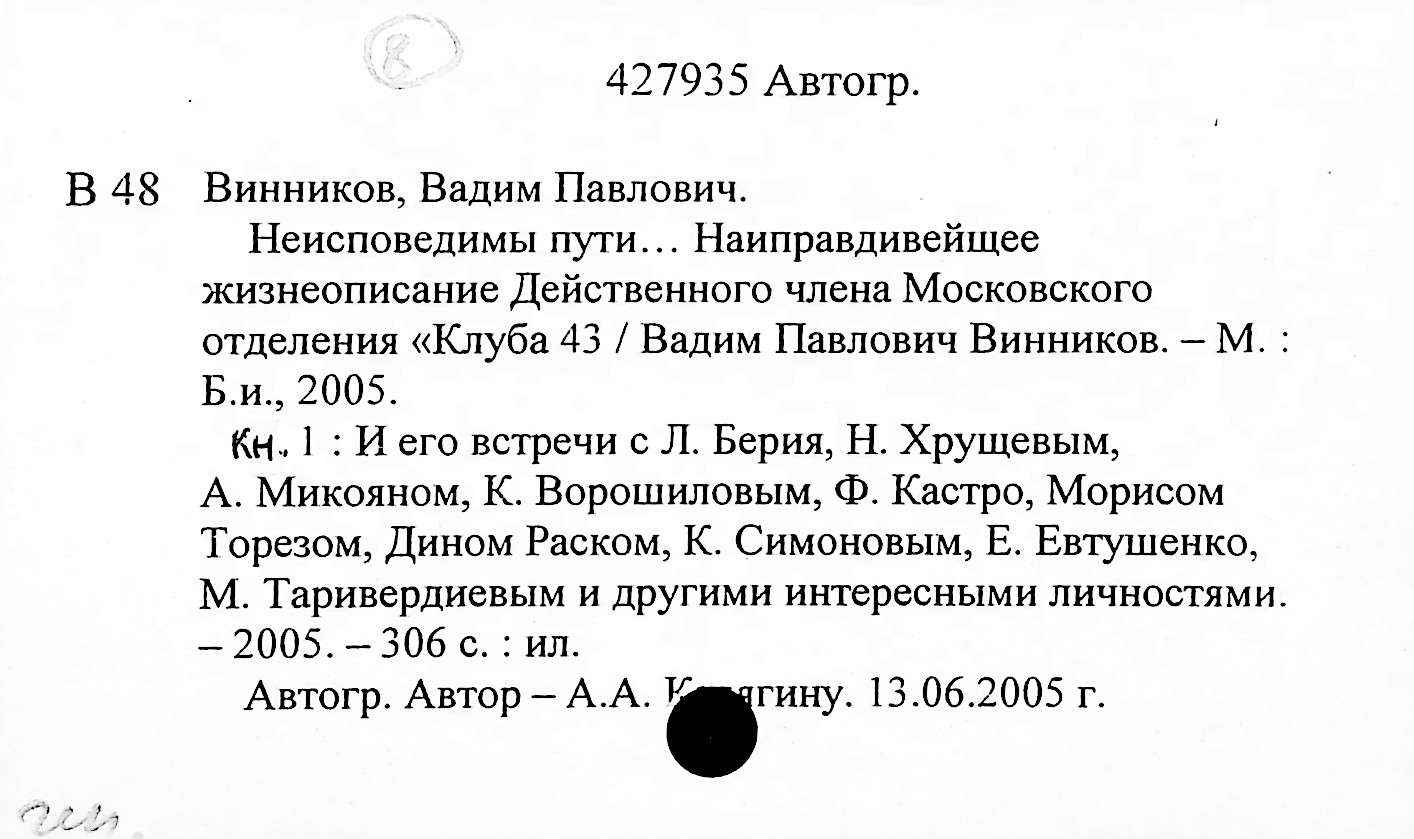 8
427935 Автогр.
В 48 Винников, Вадим Павлович.
Неисповедимы пути... Наиправдивейщее
жизнеописание Действенного члена Московского
отделения «Клуба 43 / Вадим Павлович Винников. – М. :
Б.и., 2005.
Кн. 1 : И его встречи с Л. Берия, Н. Хрущевым,
А. Микояном, К. Ворошиловым, Ф. Кастро, Морисом
Торезом, Дином Раском, К. Симоновым, Е. Евтушенко,
М. Таривердиевым и другими интересными личностями.
– 2005. – 306 с. : ил.
Автогр. Автор – А.А. 13.06.2005 г.